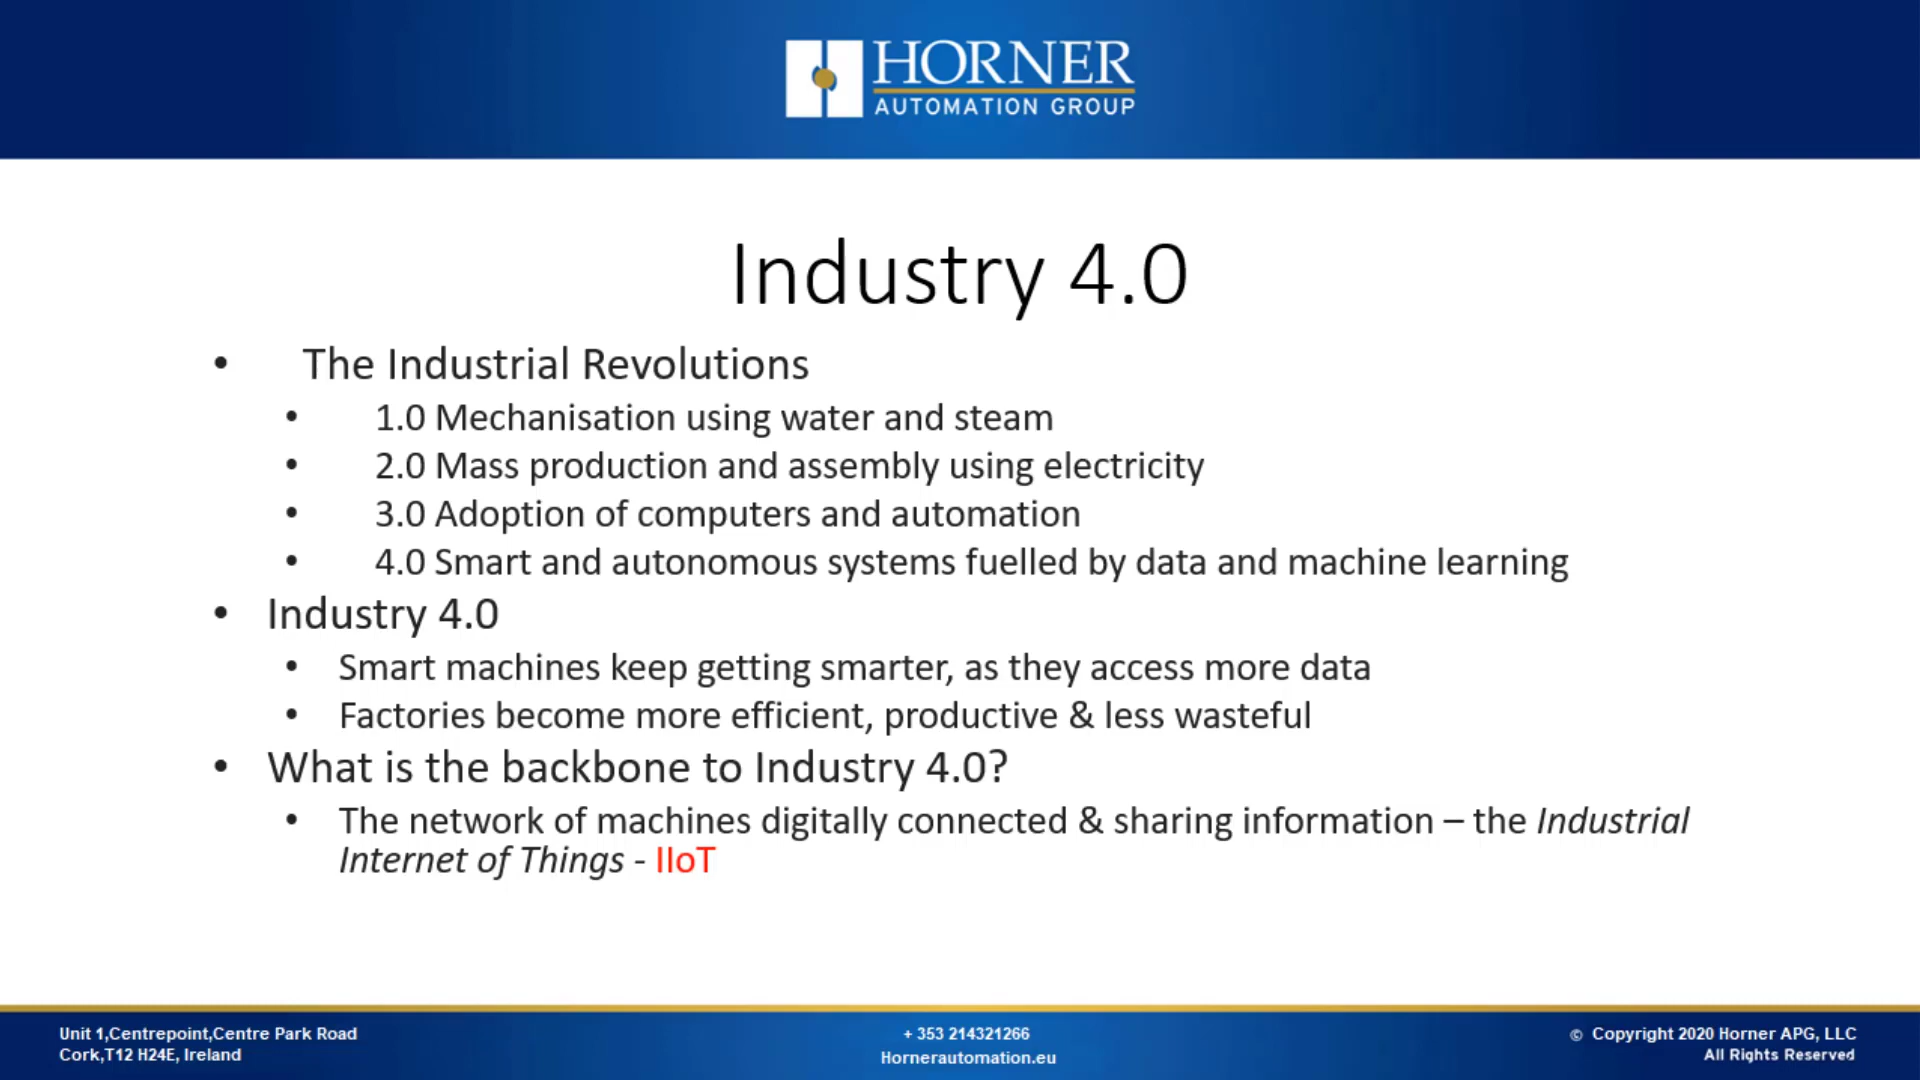 HORNER
AUTOMATION GROUP
Industry 4.0
• The Industrial Revolutions
• 1.0 Mechanisation using water and steam
• 2.0 Mass production and assembly using electricity
• 3.0 Adoption of computers and automation
• 4.0 Smart and autonomous systems fuelled by data and machine learning
• Industry 4.0
• Smart machines keep getting smarter, as they access more data
• Factories become more efficient, productive & less wasteful
• What is the backbone to Industry 4.0?
• The network of machines digitally connected & sharing information – the Industrial
Internet of Things - IIoT
Unit 1,Centrepoint,Centre Park Road
Cork,T12 H24E, Ireland
+ 353 214321266
Hornerautomation.eu
© Copyright 2020 Horner APG, LLC
All Rights Reserved